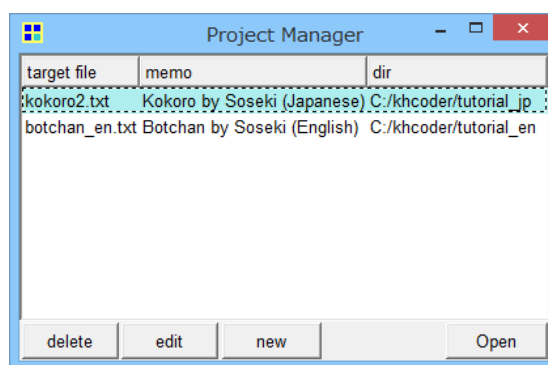 Project Manager
target file memo dir
kokoro2.txt Kokoro by Soseki (Japanese) C:/khcoder/tutorial_jp
botchan_en.txt Botchan by Soseki (English) C:/khcoder/tutorial_en
delete edit new Open